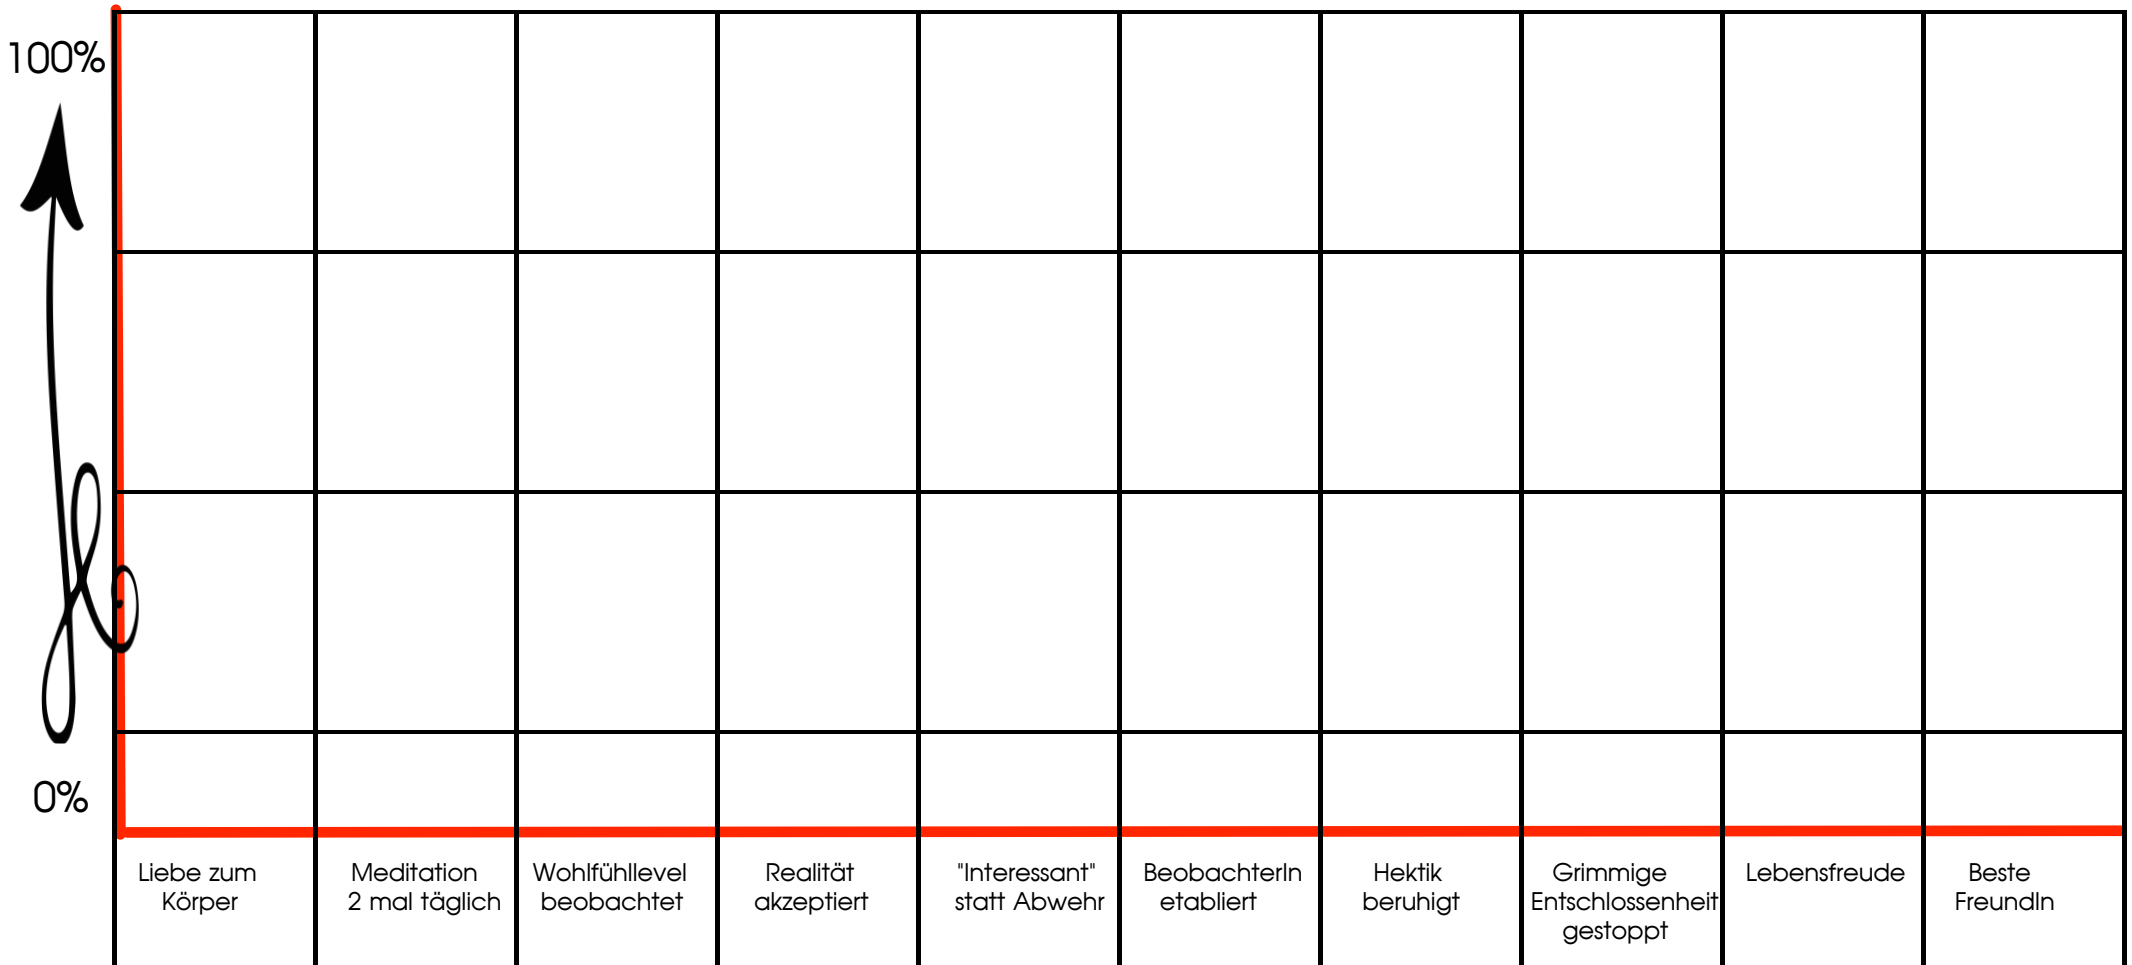 100%
0%
Liebe zum
Körper
Meditation
2 mal täglich
Wohlfühllevel
beobachtet
Realität
akzeptiert
"Interessant"
statt Abwehr
BeobachterIn
etabliert
Hektik
beruhigt
Grimmige
Entschlossenheit
gestoppt
Lebensfreude
Beste
FreundIn